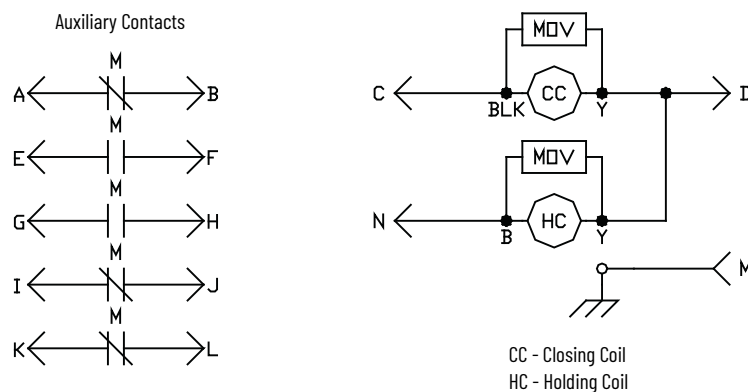 Auxiliary Contacts
M
A B
M
E F
M
G H
M
I J
M
K L
MOV
C CC D
BLK Y
MOV
N HC
B Y
M
CC - Closing Coil
HC - Holding Coil